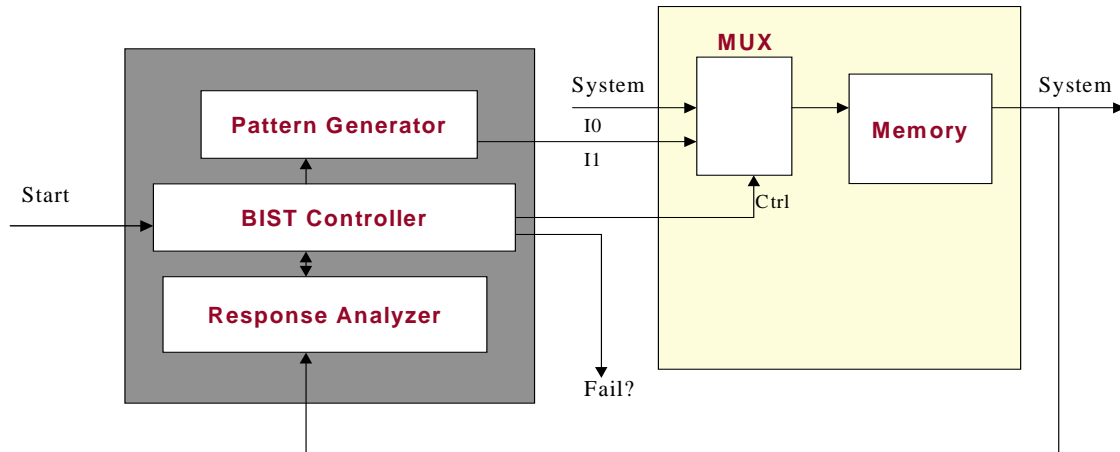 MUX
System
System
Pattern Generator
I0
Memory
I1
Start
BIST Controller
Ctrl
Response Analyzer
Fail?